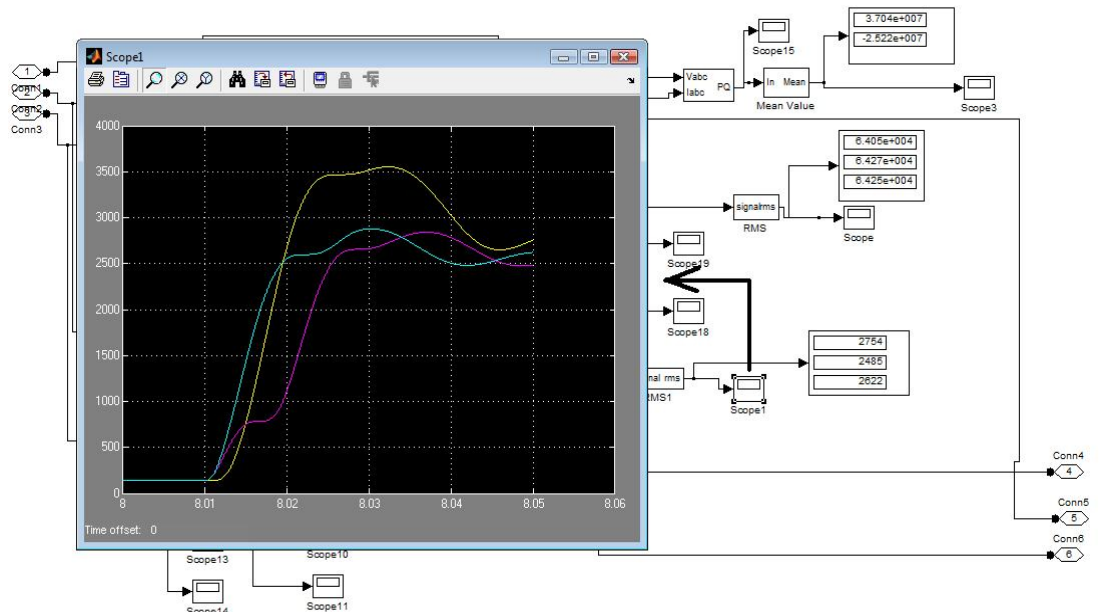 Scope1
1
Conn1
2
Conn2
3
Conn3
4000
3500
3000
2500
2000
1500
1000
500
0
8
8.01
8.02
8.03
8.04
8.05
8.06
Time offset: 0
Scope15
3.704e+007
-2.522e+007
Vabc
Iabc
PQ
In Mean
Mean Value
Scope3
6.405e+004
6.427e+004
6.425e+004
signalrms
RMS
Scope
Scope19
Scope18
nal rms
RMS1
Scope1
2754
2485
2622
Conn4
4
Conn5
5
Conn6
6
Scope13
Scope10
Scope14
Scope11